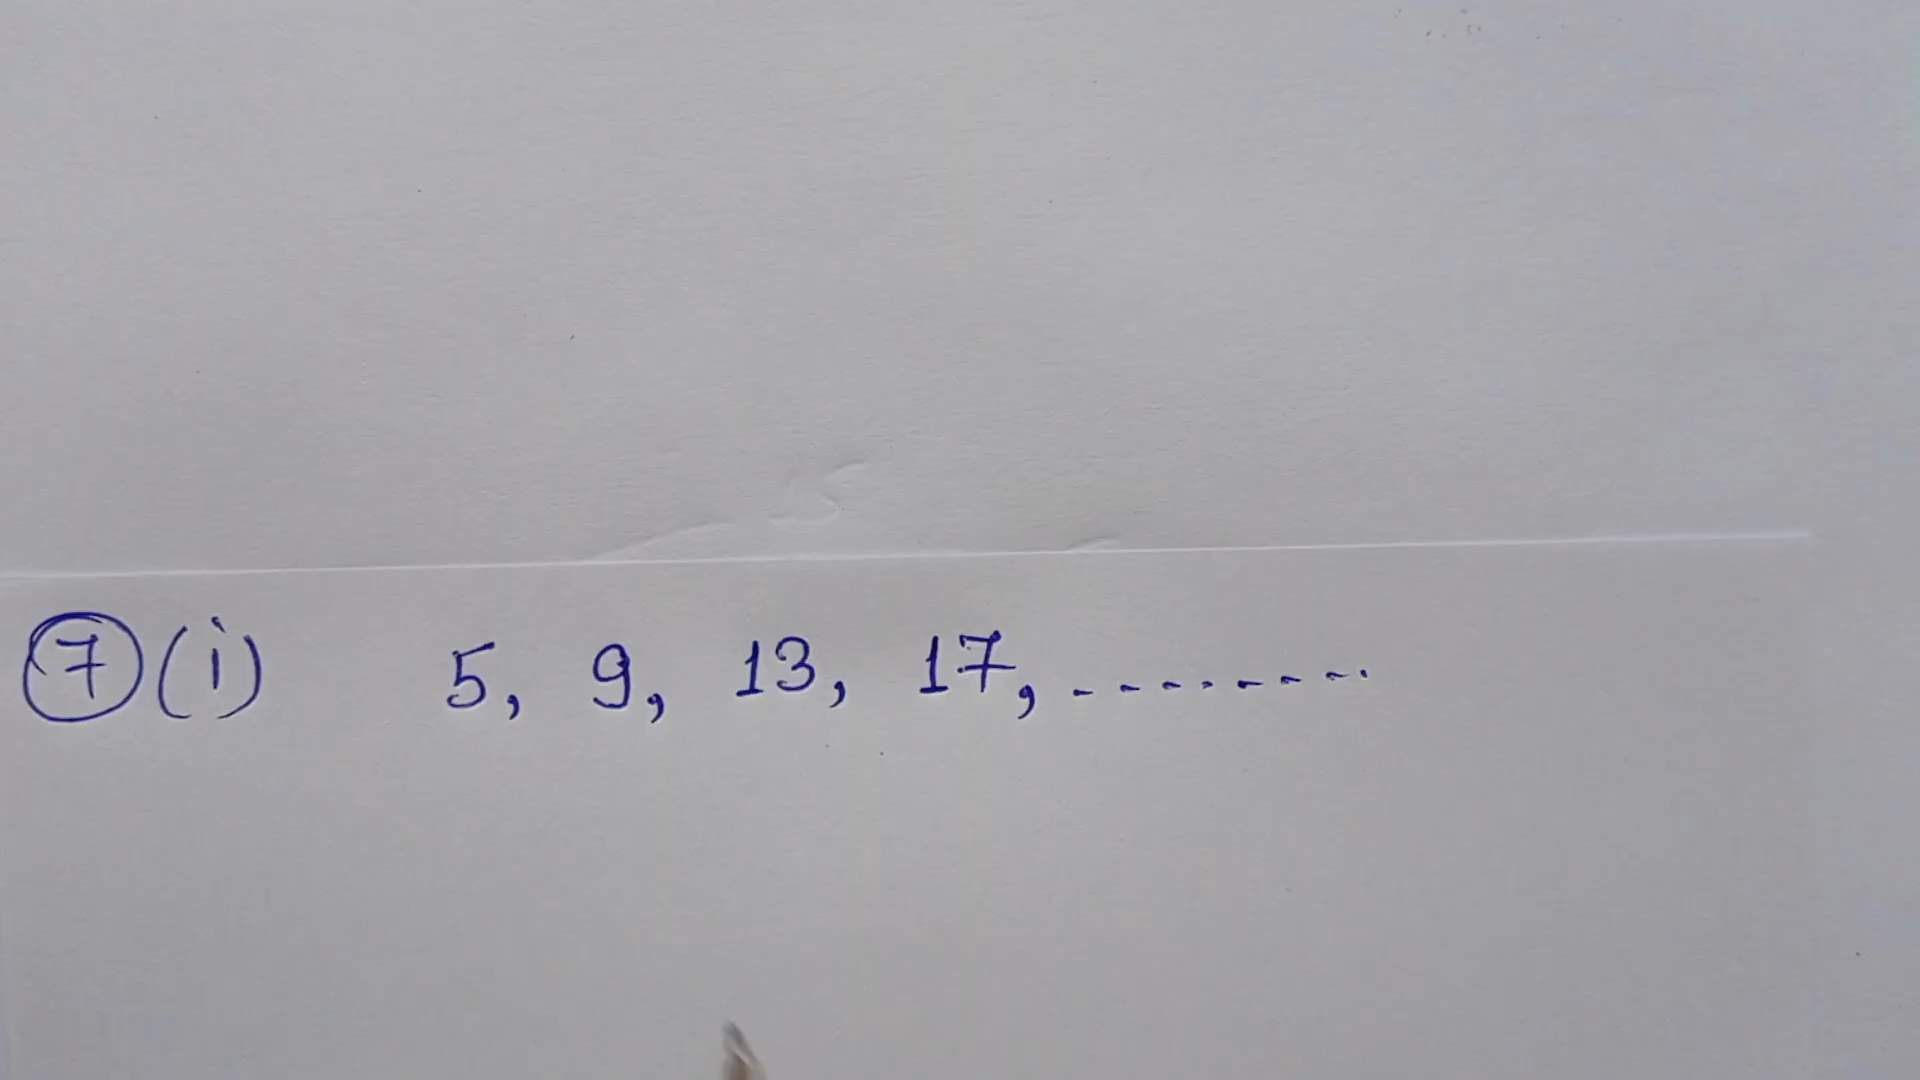 7 (i) 5, 9, 13, 17, ........